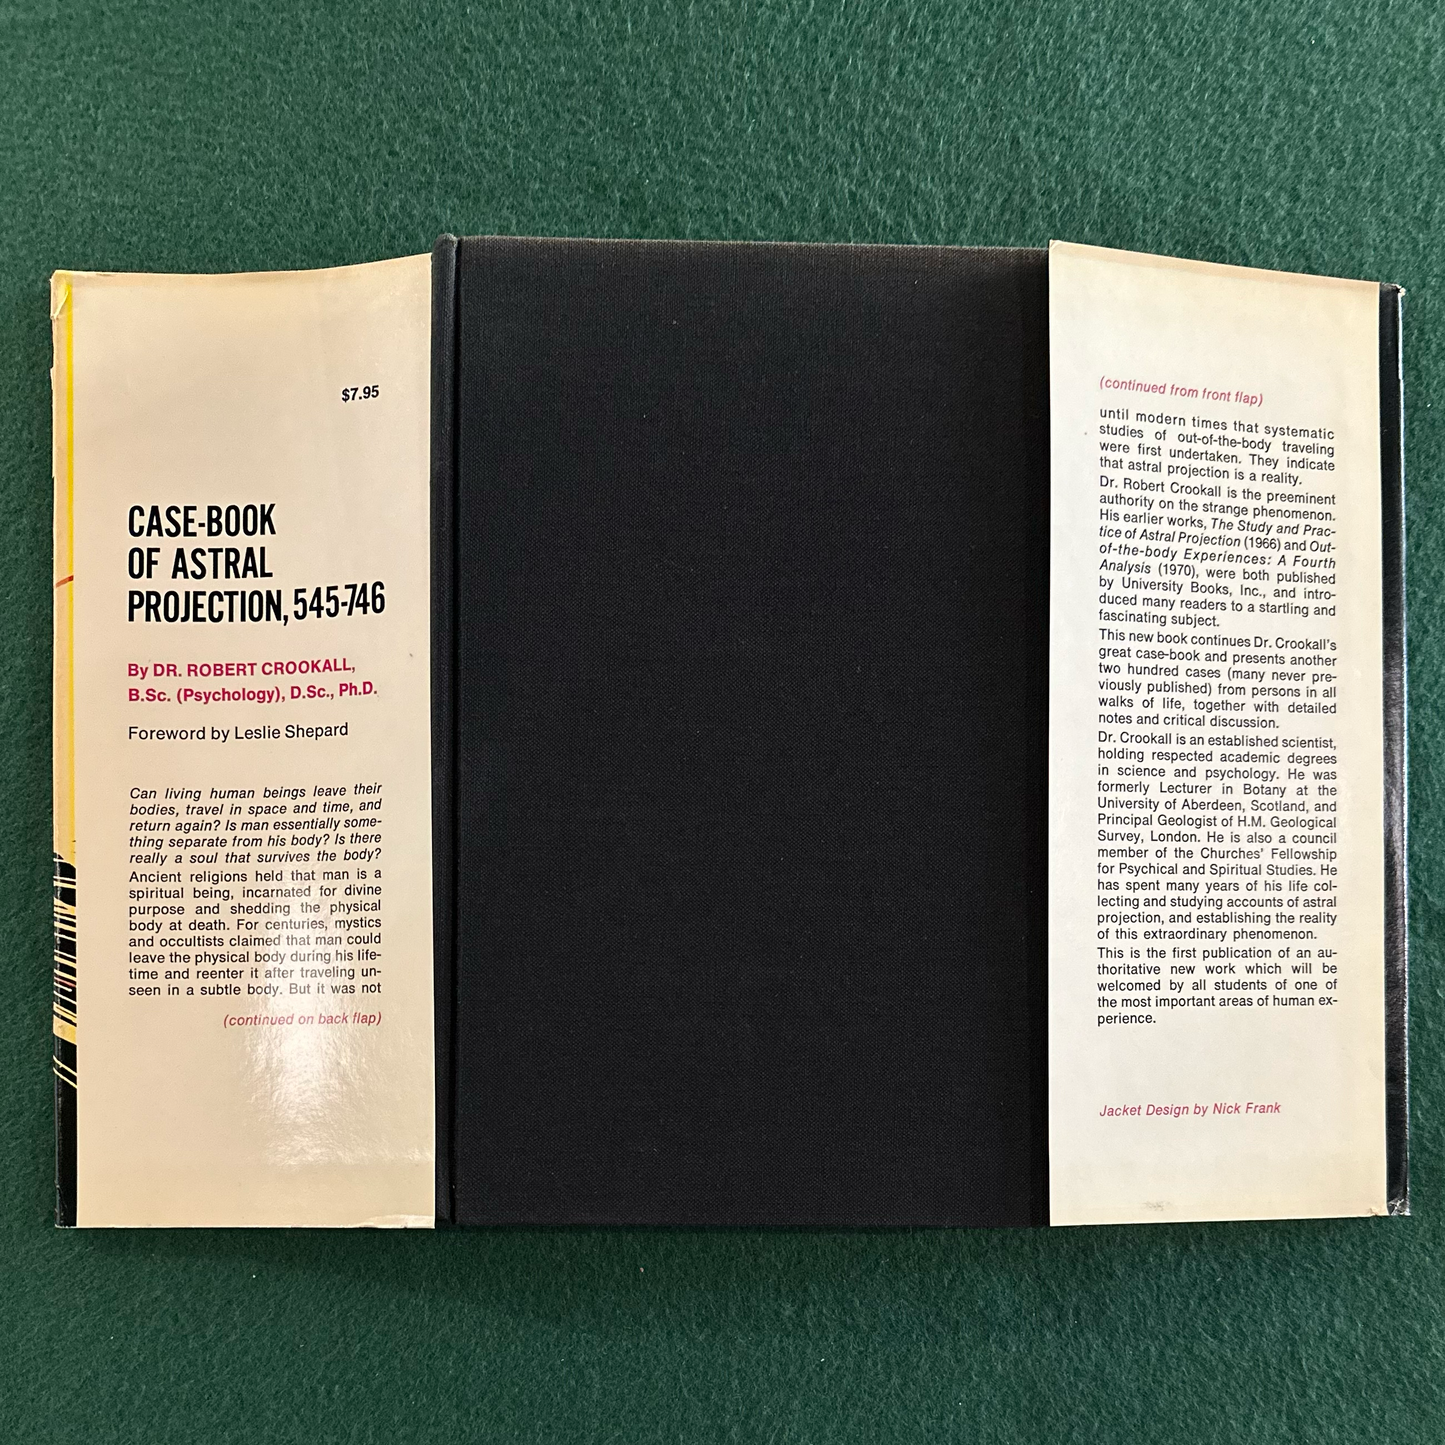 $7.95
CASE-BOOK
OF ASTRAL
PROJECTION, 545-746
By DR. ROBERT CROOKALL,
B.Sc. (Psychology), D.Sc., Ph.D.
Foreword by Leslie Shepard
Can living human beings leave their
bodies, travel in space and time, and
return again? Is man essentially some-
thing separate from his body? Is there
really a soul that survives the body?
Ancient religions held that man is a
spiritual being, incarnated for divine
purpose and shedding the physical
body at death. For centuries, mystics
and occultists claimed that man could
leave the physical body during his life-
time and reenter it after traveling un-
seen in a subtle body. But it was not
(continued on back flap)
(continued from front flap)
until modern times that systematic
studies of out-of-the-body traveling
were first undertaken. They indicate
that astral projection is a reality.
Dr. Robert Crookall is the preeminent
authority on the strange phenomenon.
His earlier works, The Study and Prac-
tice of Astral Projection (1966) and Out-
of-the-body Experiences: A Fourth
Analysis (1970), were both published
by University Books, Inc., and intro-
duced many readers to a startling and
fascinating subject.
This new book continues Dr. Crookall's
great case-book and presents another
two hundred cases (many never pre-
viously published) from persons in all
walks of life, together with detailed
notes and critical discussion.
Dr. Crookall is an established scientist,
holding respected academic degrees
in science and psychology. He was
formerly Lecturer in Botany at the
University of Aberdeen, Scotland, and
Principal Geologist of H.M. Geological
Survey, London. He is also a council
member of the Churches' Fellowship
for Psychical and Spiritual Studies. He
has spent many years of his life col-
lecting and studying accounts of astral
projection, and establishing the reality
of this extraordinary phenomenon.
This is the first publication of an au-
thoritative new work which will be
welcomed by all students of one of
the most important areas of human ex-
perience.
Jacket Design by Nick Frank